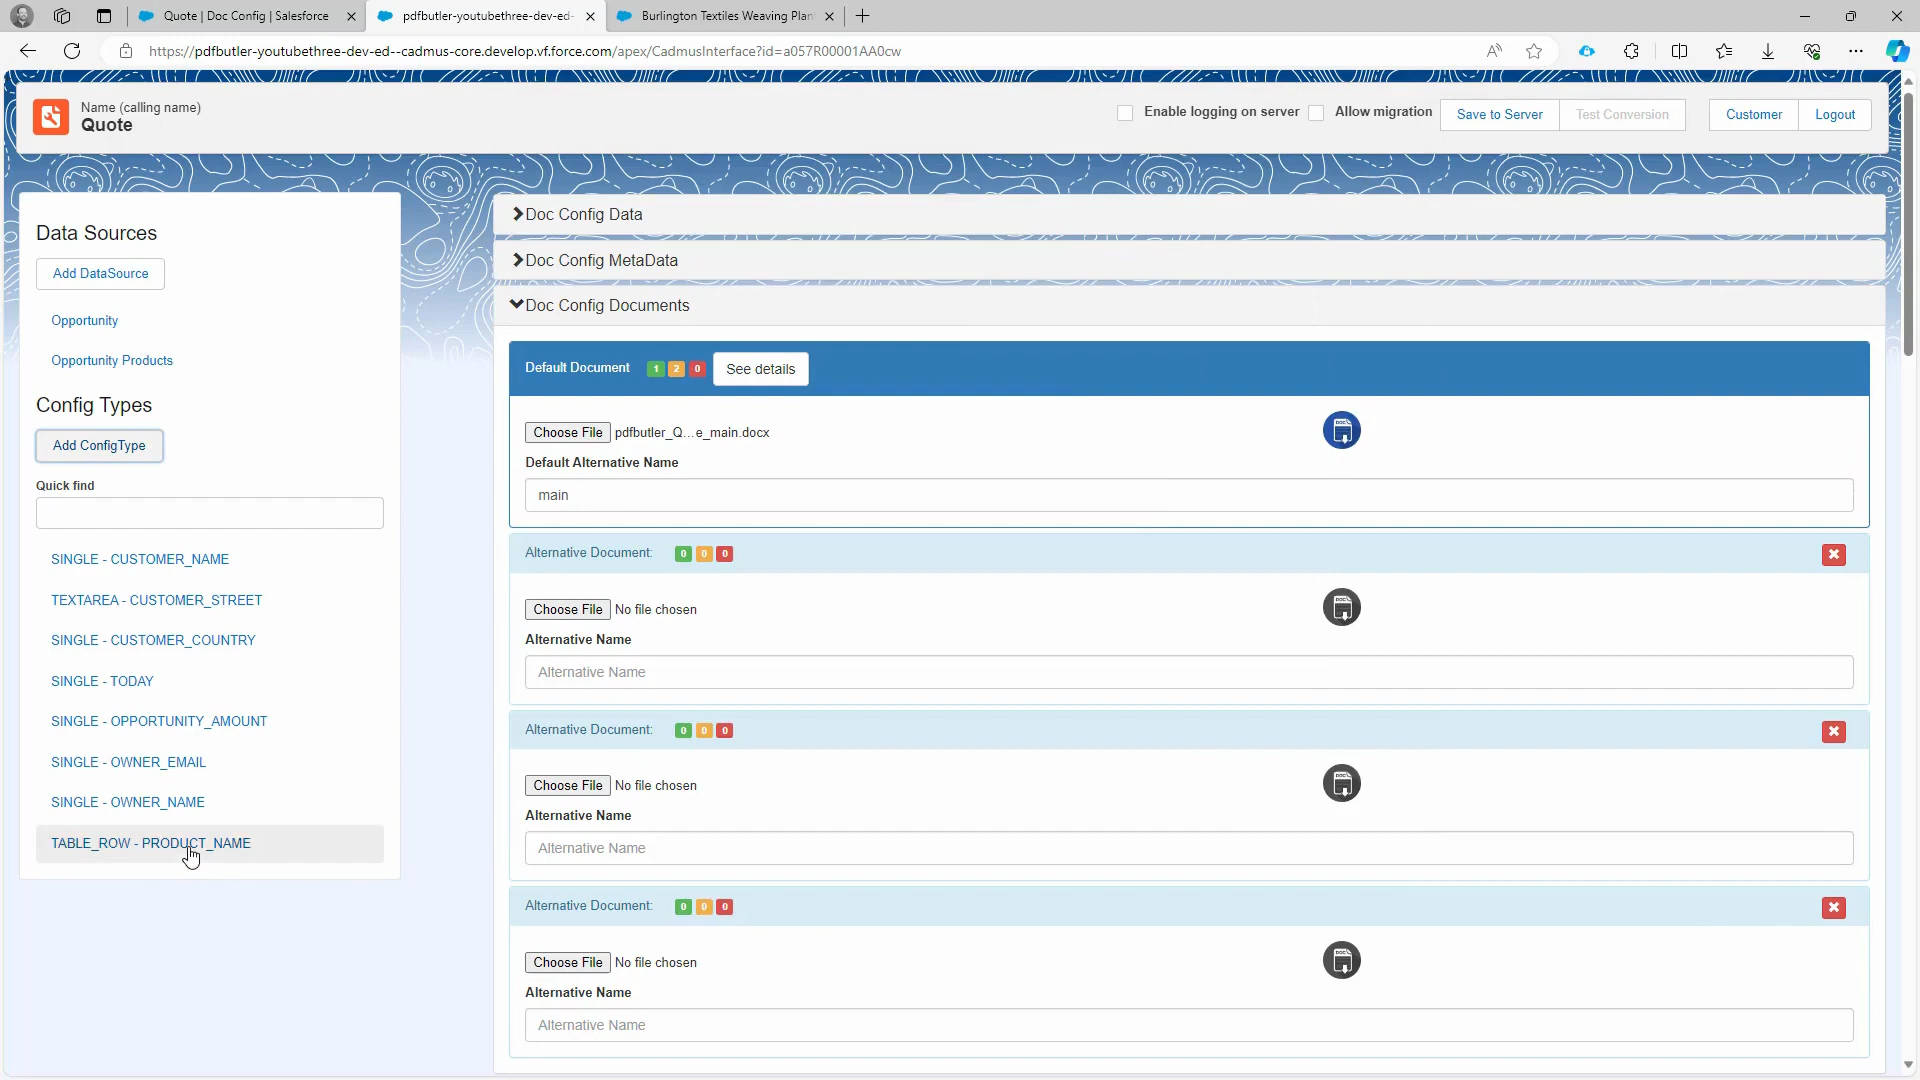 Quote | Doc Config | Salesforce
pdfbutler-youtubethree-dev-ed-
Burlington Textiles Weaving Plan
https://pdfbutler-youtubethree-dev-ed--cadmus-core.develop.vf.force.com/apex/CadmusInterface?id=a057R00001AA0cw
Name (calling name)
Quote
Enable logging on server
Allow migration
Save to Server
Test Conversion
Customer
Logout
Data Sources
Add DataSource
Opportunity
Opportunity Products
Config Types
Add ConfigType
Quick find
SINGLE - CUSTOMER_NAME
TEXTAREA - CUSTOMER_STREET
SINGLE - CUSTOMER_COUNTRY
SINGLE - TODAY
SINGLE - OPPORTUNITY_AMOUNT
SINGLE - OWNER_EMAIL
SINGLE - OWNER_NAME
TABLE_ROW - PRODUCT_NAME
Doc Config Data
Doc Config MetaData
Doc Config Documents
Default Document 1 2 0 See details
Choose File pdfbutler_Q...e_main.docx
Default Alternative Name
main
Alternative Document: 0 0 0
Choose File No file chosen
Alternative Name
Alternative Name
Alternative Document: 0 0 0
Choose File No file chosen
Alternative Name
Alternative Name
Alternative Document: 0 0 0
Choose File No file chosen
Alternative Name
Alternative Name